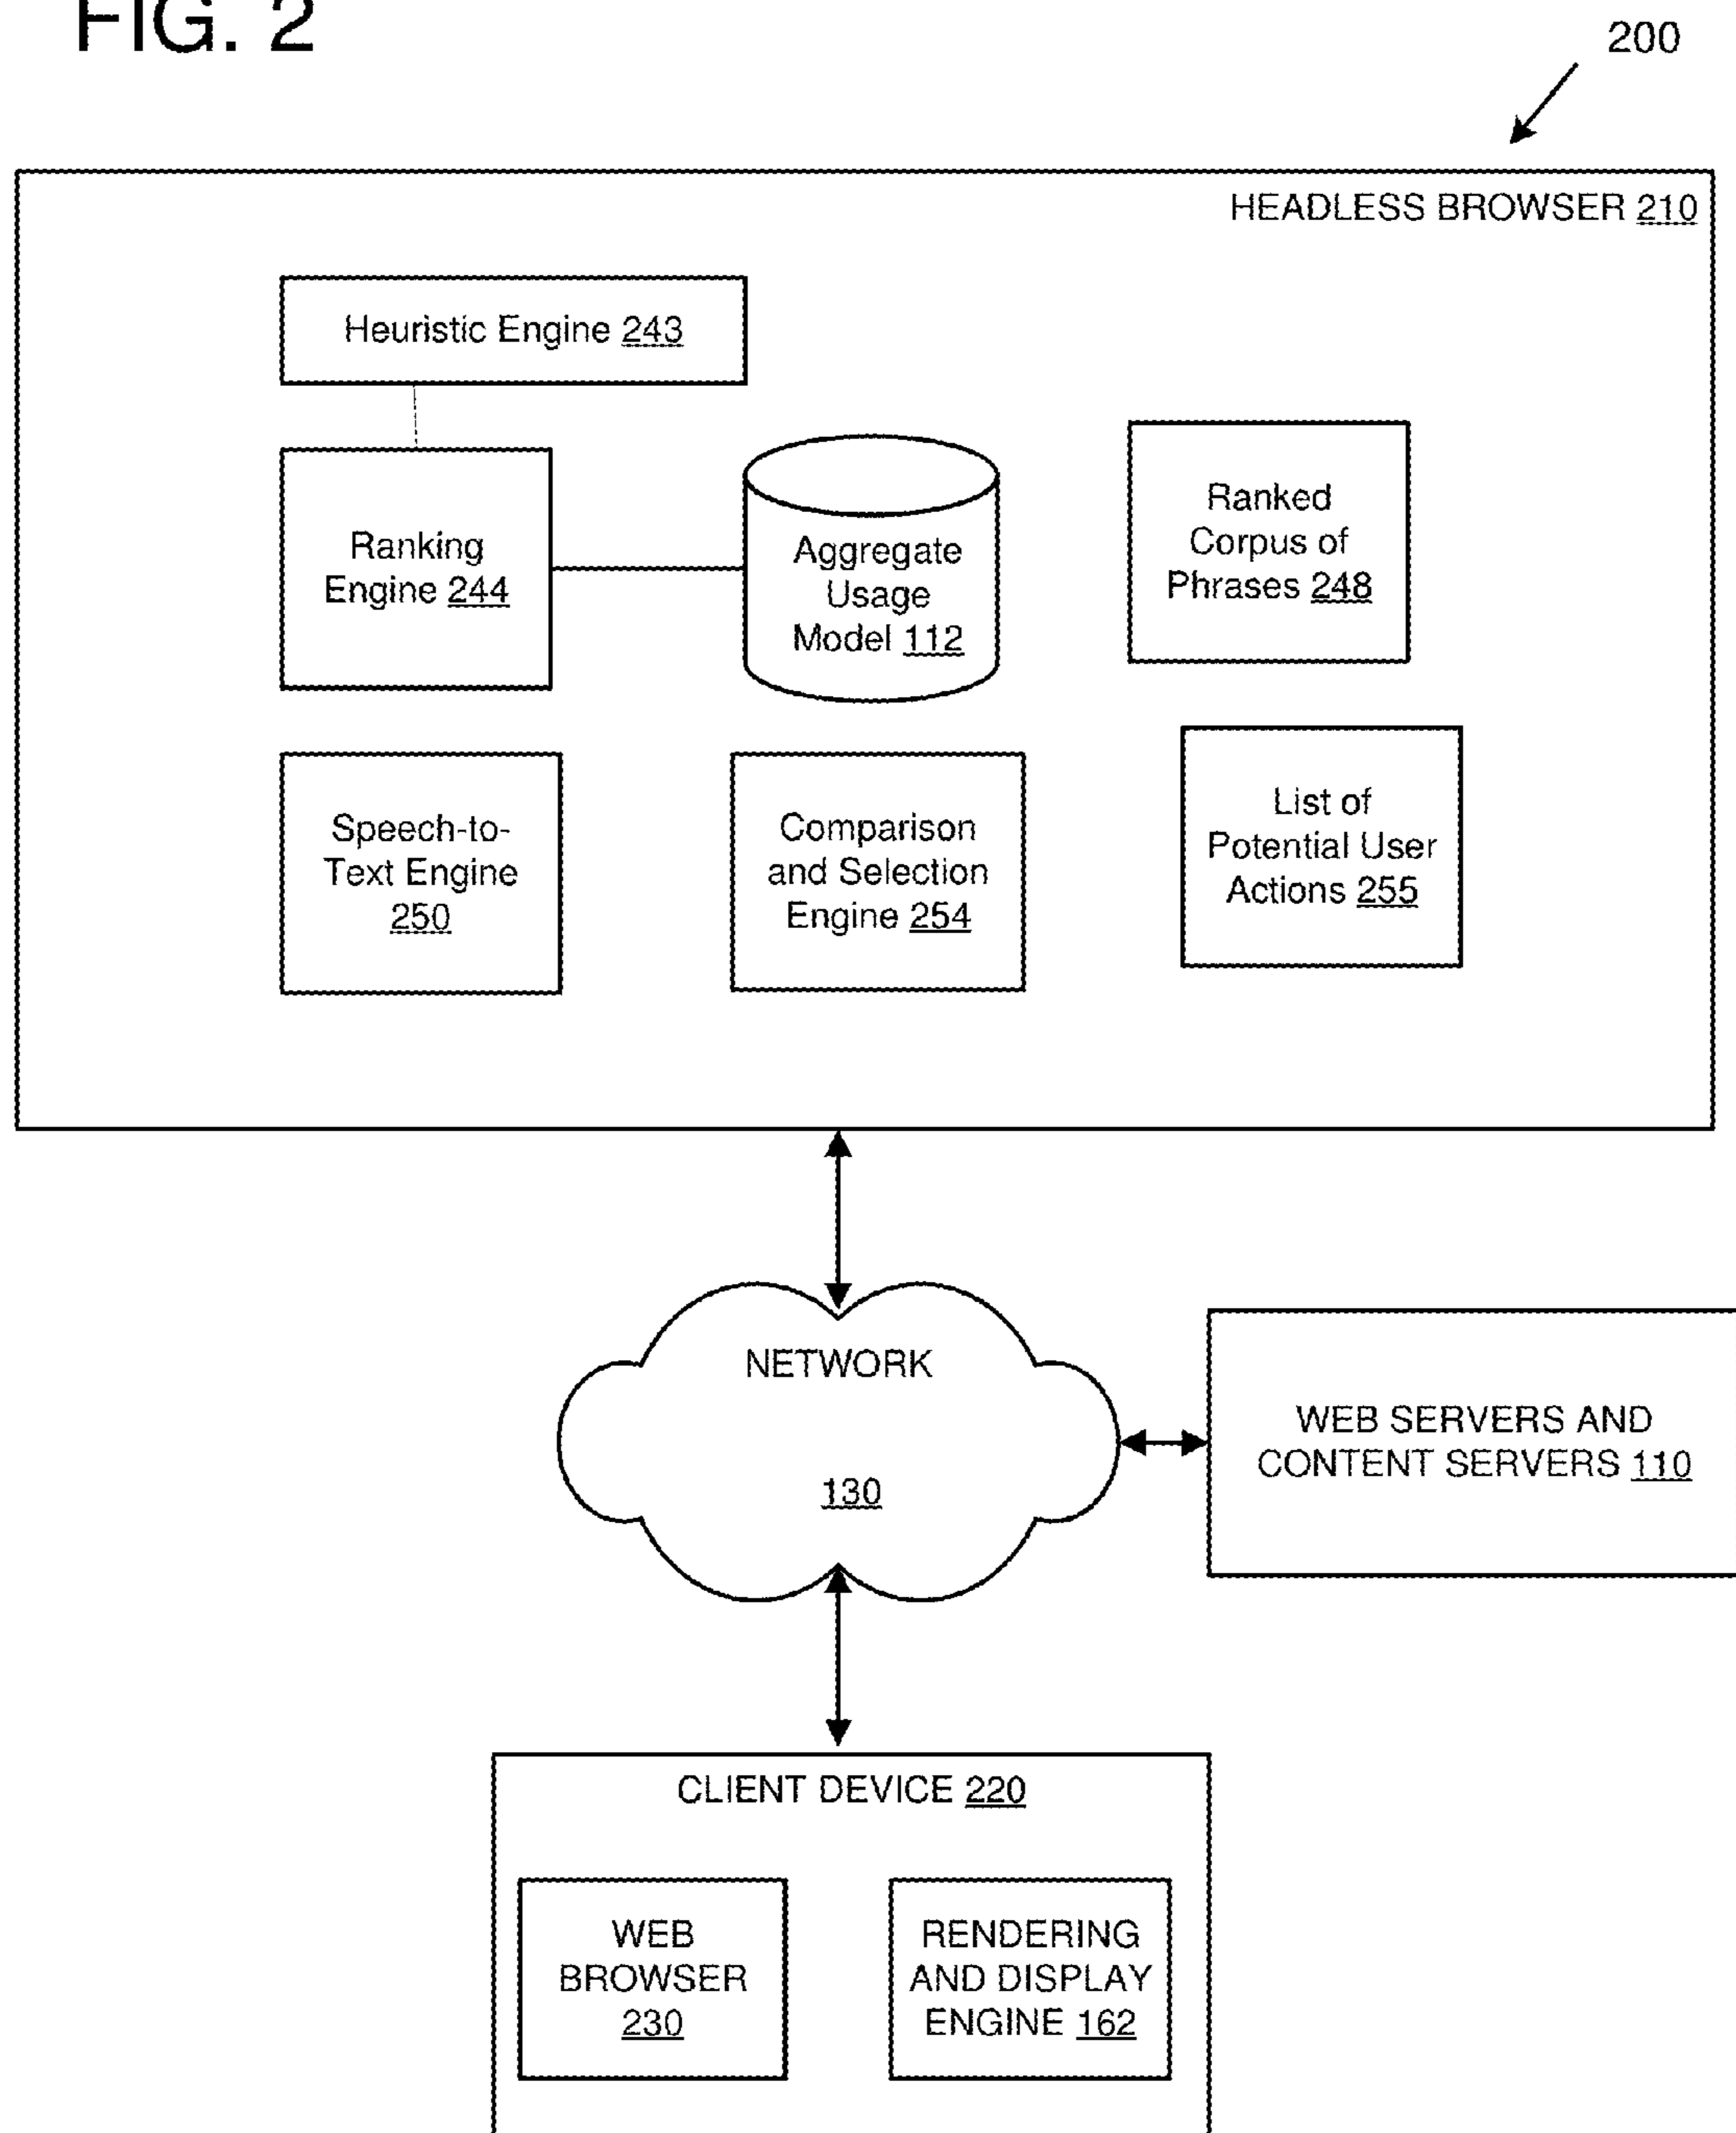 FIG. 2
200
HEADLESS BROWSER 210
Heuristic Engine 243
Ranking
Engine 244
Aggregate
Usage
Model 112
Ranked
Corpus of
Phrases 248
Speech-to-
Text Engine
250
Comparison
and Selection
Engine 254
List of
Potential User
Actions 255
NETWORK
130
WEB SERVERS AND
CONTENT SERVERS 110
CLIENT DEVICE 220
WEB
BROWSER
230
RENDERING
AND DISPLAY
ENGINE 162